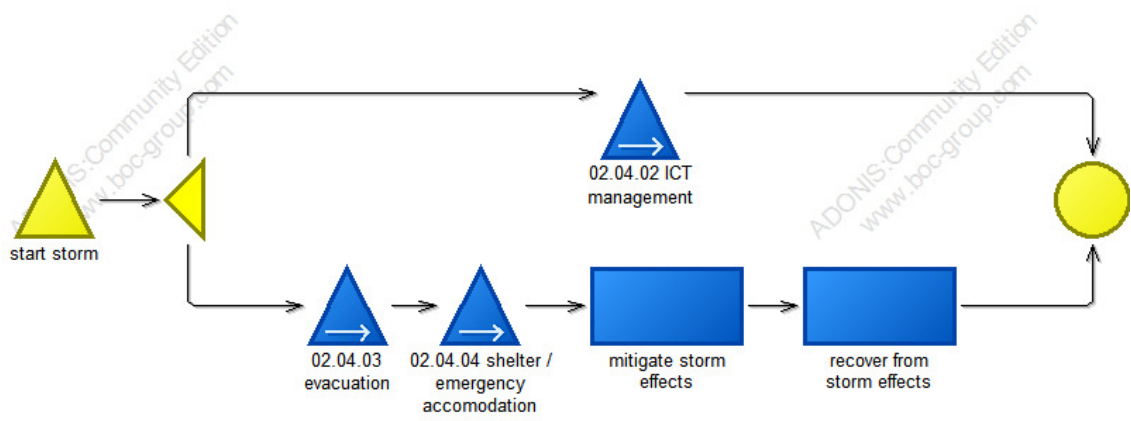 ADONIS:Community Edition
www.boc-group.com
ADONIS:Community Edition
www.boc-group.com
02.04.02 ICT
management
start storm
02.04.03
evacuation
02.04.04 shelter /
emergency
accomodation
mitigate storm
effects
recover from
storm effects